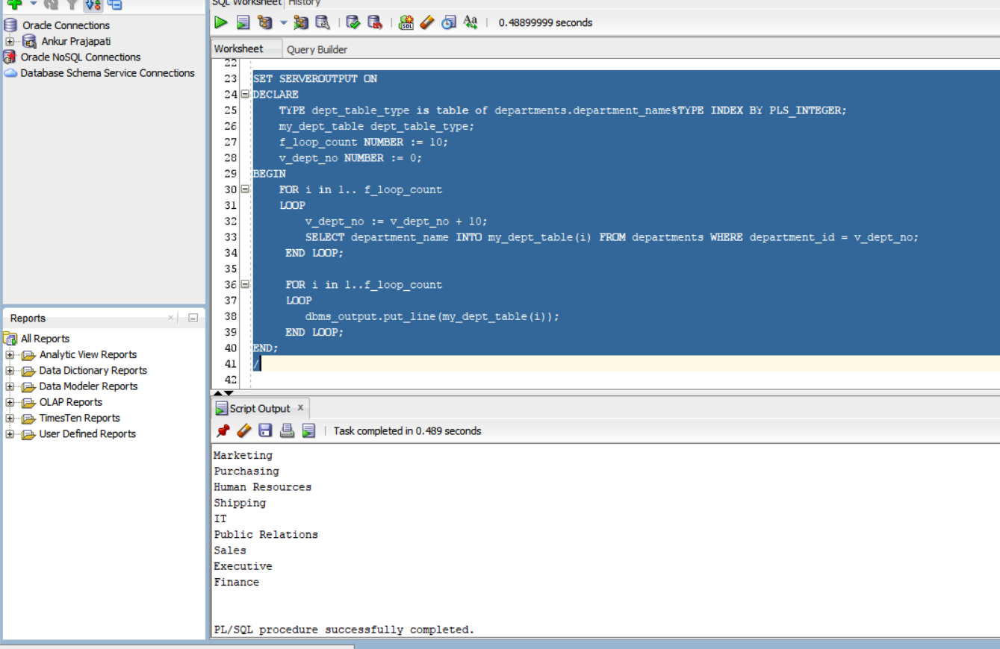 SQL Worksheet History
0.48899999 seconds
Oracle Connections
Ankur Prajapati
Oracle NoSQL Connections
Database Schema Service Connections
Worksheet Query Builder
22
23 SET SERVEROUTPUT ON
24 DECLARE
25 TYPE dept_table_type is table of departments.department_name%TYPE INDEX BY PLS_INTEGER;
26 my_dept_table dept_table_type;
27 f_loop_count NUMBER := 10;
28 v_dept_no NUMBER := 0;
29 BEGIN
30 FOR i in 1.. f_loop_count
31 LOOP
32 v_dept_no := v_dept_no + 10;
33 SELECT department_name INTO my_dept_table(i) FROM departments WHERE department_id = v_dept_no;
34 END LOOP;
35
36 FOR i in 1..f_loop_count
37 LOOP
38 dbms_output.put_line(my_dept_table(i));
39 END LOOP;
40 END;
41 /
42
Reports
All Reports
Analytic View Reports
Data Dictionary Reports
Data Modeler Reports
OLAP Reports
TimesTen Reports
User Defined Reports
Script Output x
Task completed in 0.489 seconds
Marketing
Purchasing
Human Resources
Shipping
IT
Public Relations
Sales
Executive
Finance
PL/SQL procedure successfully completed.